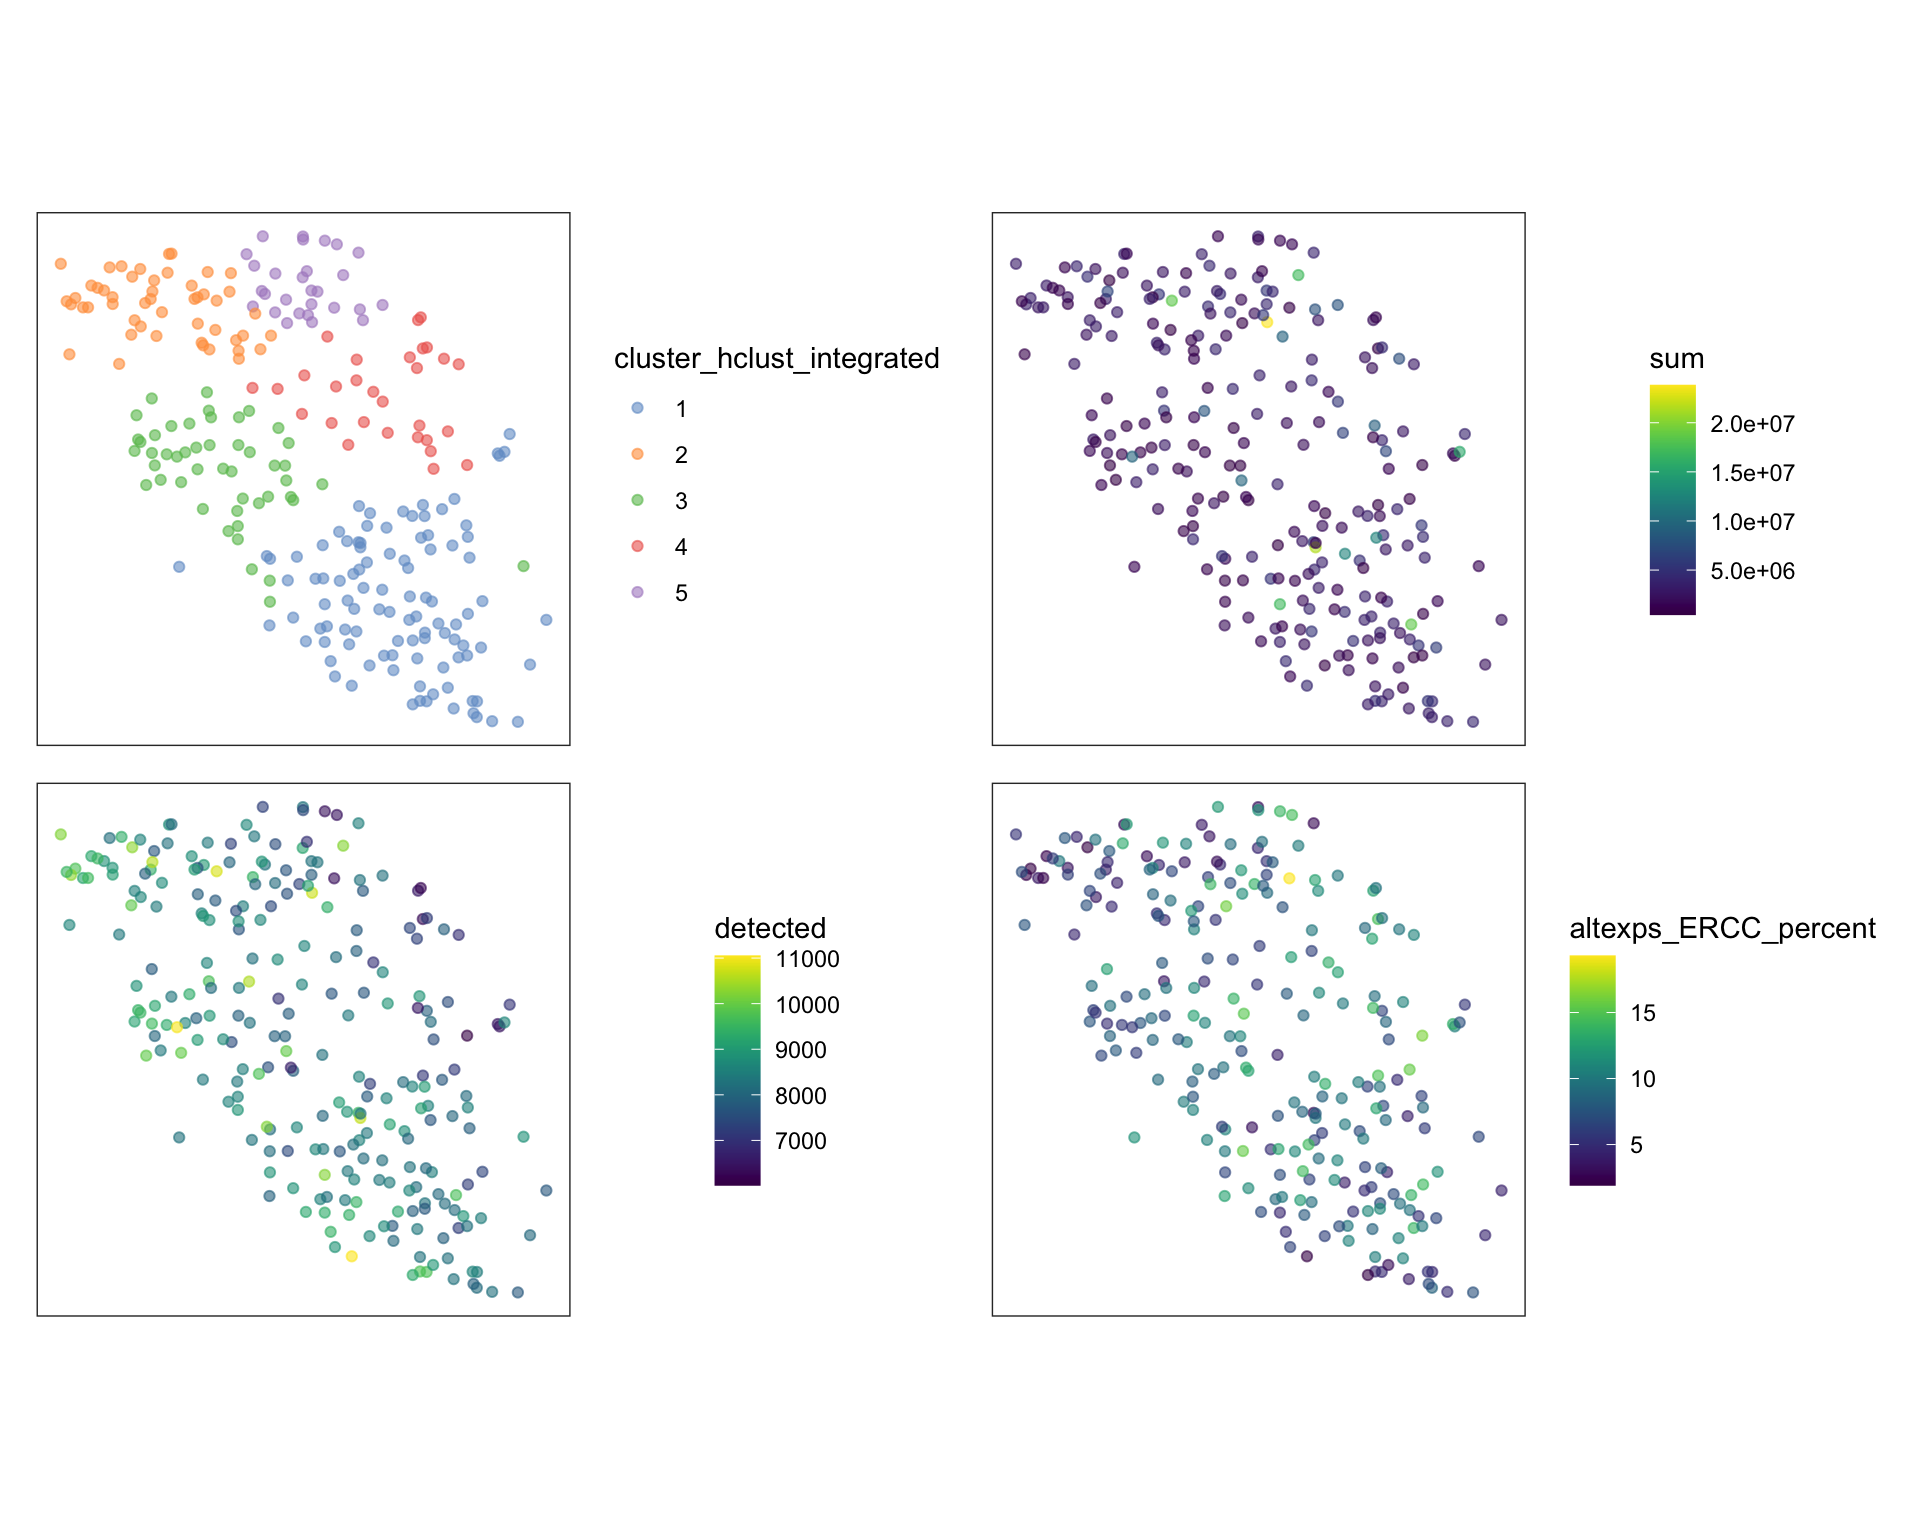 cluster_hclust_integrated
1
2
3
4
5
sum
2.0e+07
1.5e+07
1.0e+07
5.0e+06
detected
11000
10000
9000
8000
7000
altexps_ERCC_percent
15
10
5